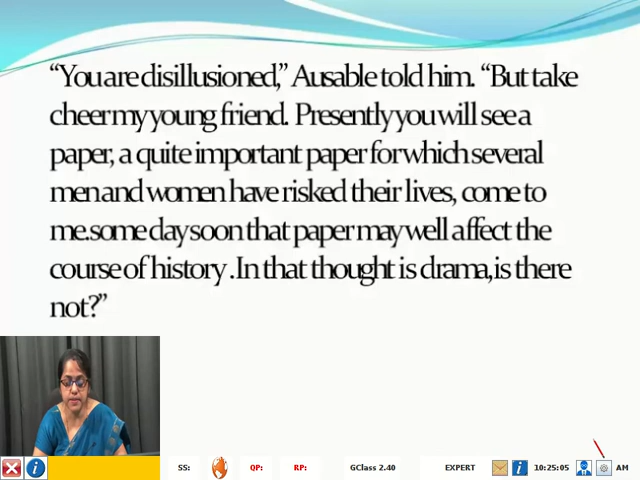 “You are disillusioned,” Ausable told him. “But take
cheer my young friend. Presently you will see a
paper, a quite important paper for which several
men and women have risked their lives, come to
me.some day soon that paper may well affect the
course of history .In that thought is drama,is there
not?”
SS: QP: RP: GClass 2.40 EXPERT 10:25:05 AM